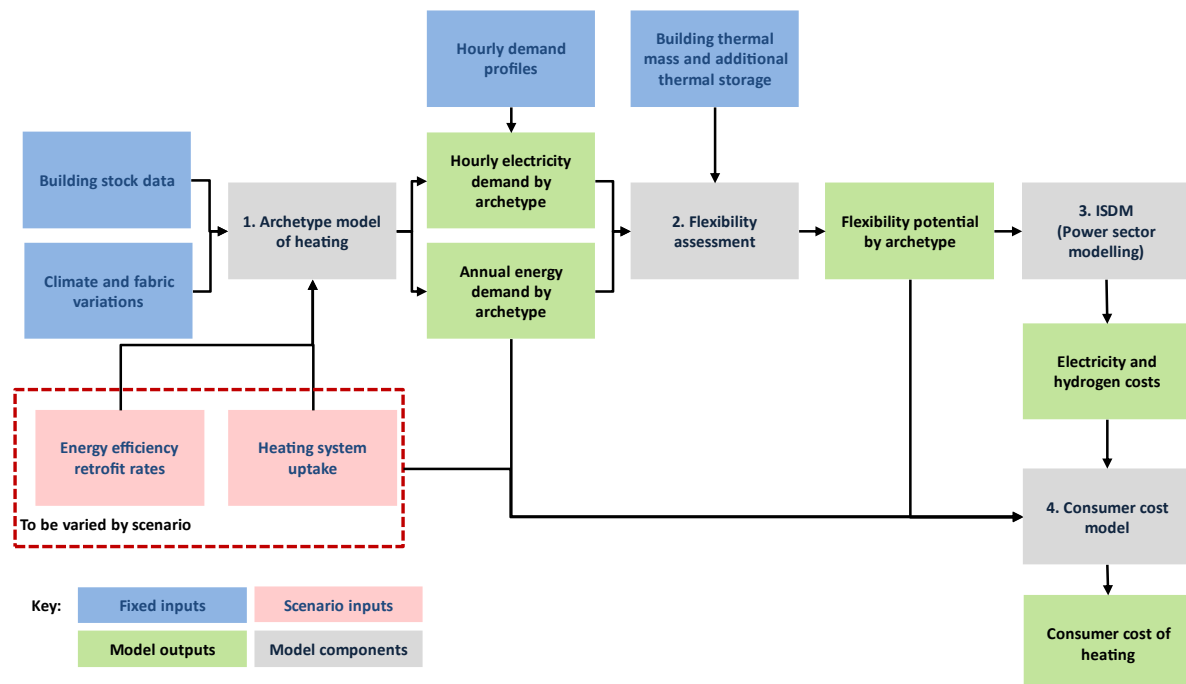 Hourly demand
profiles
Building thermal
mass and additional
thermal storage
Building stock data
Climate and fabric
variations
1. Archetype model
of heating
Hourly electricity
demand by
archetype
Annual energy
demand by
archetype
2. Flexibility
assessment
Flexibility potential
by archetype
3. ISDM
(Power sector
modelling)
Electricity and
hydrogen costs
Energy efficiency
retrofit rates
Heating system
uptake
To be varied by scenario
4. Consumer cost
model
Consumer cost of
heating
Key:
Fixed inputs
Scenario inputs
Model outputs
Model components